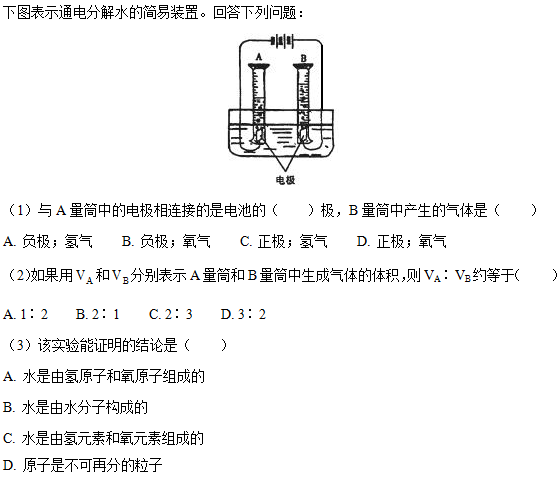 下图表示通电分解水的简易装置。回答下列问题：
A B
电极
（1）与 A 量筒中的电极相连接的是电池的（　　）极，B 量筒中产生的气体是（　　）
A. 负极；氢气　　B. 负极；氧气　　C. 正极；氢气　　D. 正极；氧气
（2)如果用 VA 和 VB 分别表示 A 量筒和 B 量筒中生成气体的体积，则 VA∶VB 约等于(　　）
A. 1∶2　　B. 2∶1　　C. 2∶3　　D. 3∶2
（3）该实验能证明的结论是（　　）
A. 水是由氢原子和氧原子组成的
B. 水是由水分子构成的
C. 水是由氢元素和氧元素组成的
D. 原子是不可再分的粒子